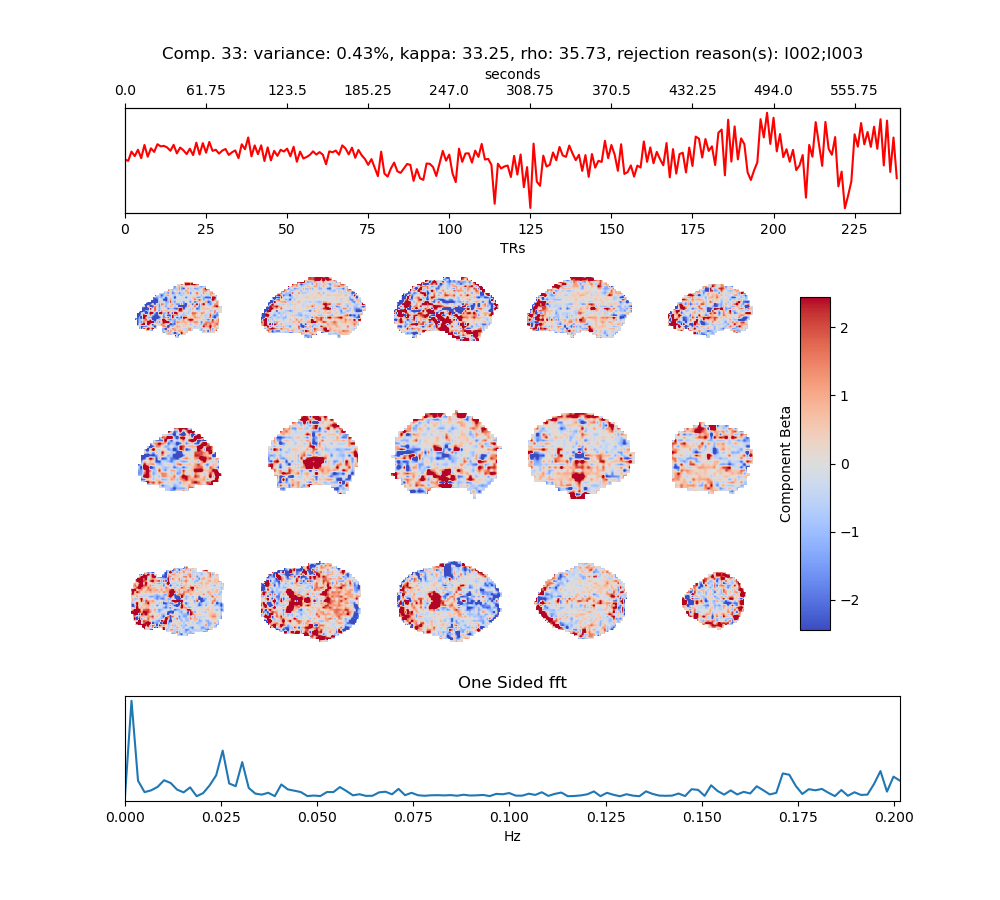 Comp. 33: variance: 0.43%, kappa: 33.25, rho: 35.73, rejection reason(s): I002;I003
seconds
0.0 61.75 123.5 185.25 247.0 308.75 370.5 432.25 494.0 555.75
0 25 50 75 100 125 150 175 200 225
TRs
2
1
0
−1
−2
Component Beta
One Sided fft
0.000 0.025 0.050 0.075 0.100 0.125 0.150 0.175 0.200
Hz